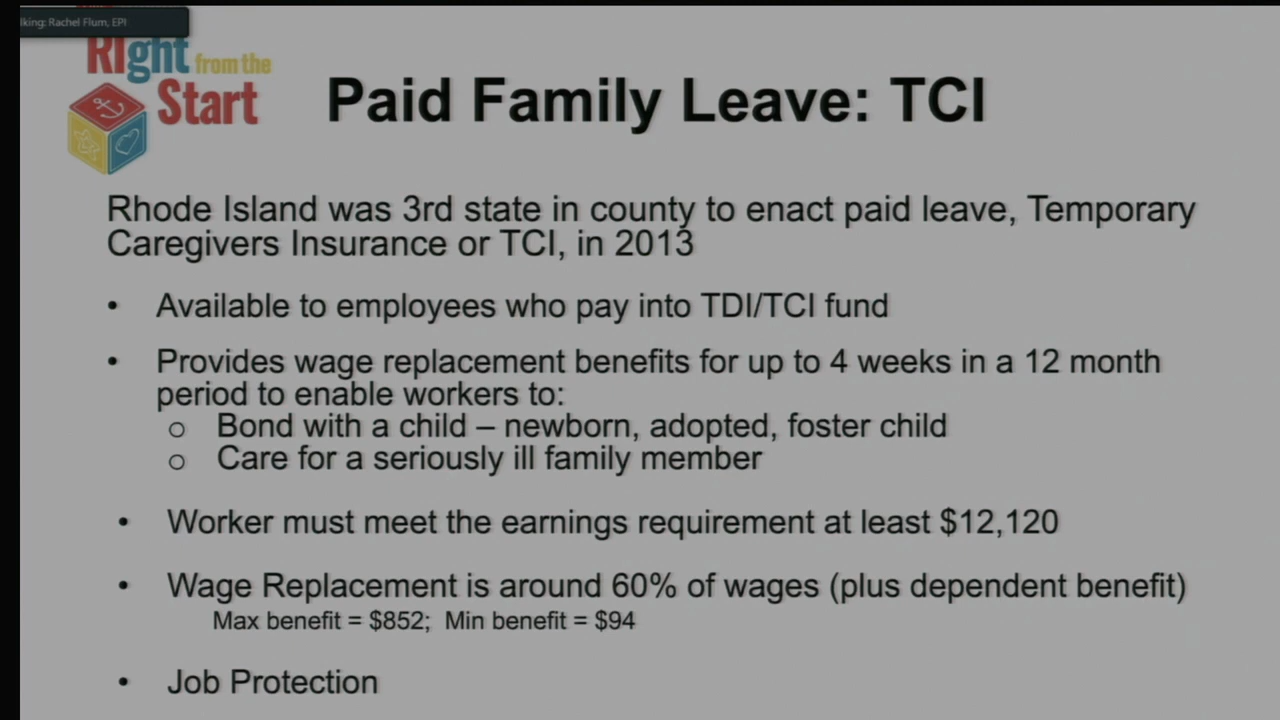 lking: Rachel Flum, EPI
RIght from the
Start
Paid Family Leave: TCI
Rhode Island was 3rd state in county to enact paid leave, Temporary
Caregivers Insurance or TCI, in 2013
• Available to employees who pay into TDI/TCI fund
• Provides wage replacement benefits for up to 4 weeks in a 12 month
period to enable workers to:
o Bond with a child – newborn, adopted, foster child
o Care for a seriously ill family member
• Worker must meet the earnings requirement at least $12,120
• Wage Replacement is around 60% of wages (plus dependent benefit)
Max benefit = $852; Min benefit = $94
• Job Protection